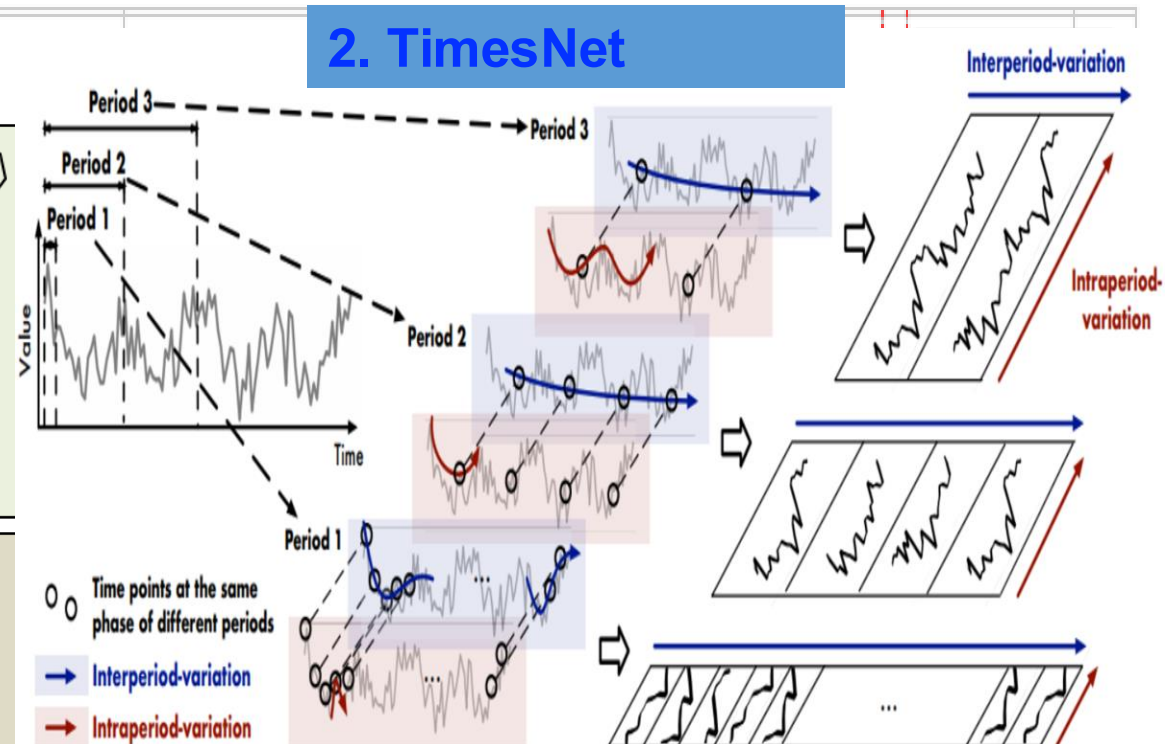 2. TimesNet
Interperiod-variation
Period 3
Period 3
Period 2
Period 1
Value
Time
Intraperiod-
variation
Period 2
Period 1
...
...
...
Time points at the same
phase of different periods
Interperiod-variation
Intraperiod-variation